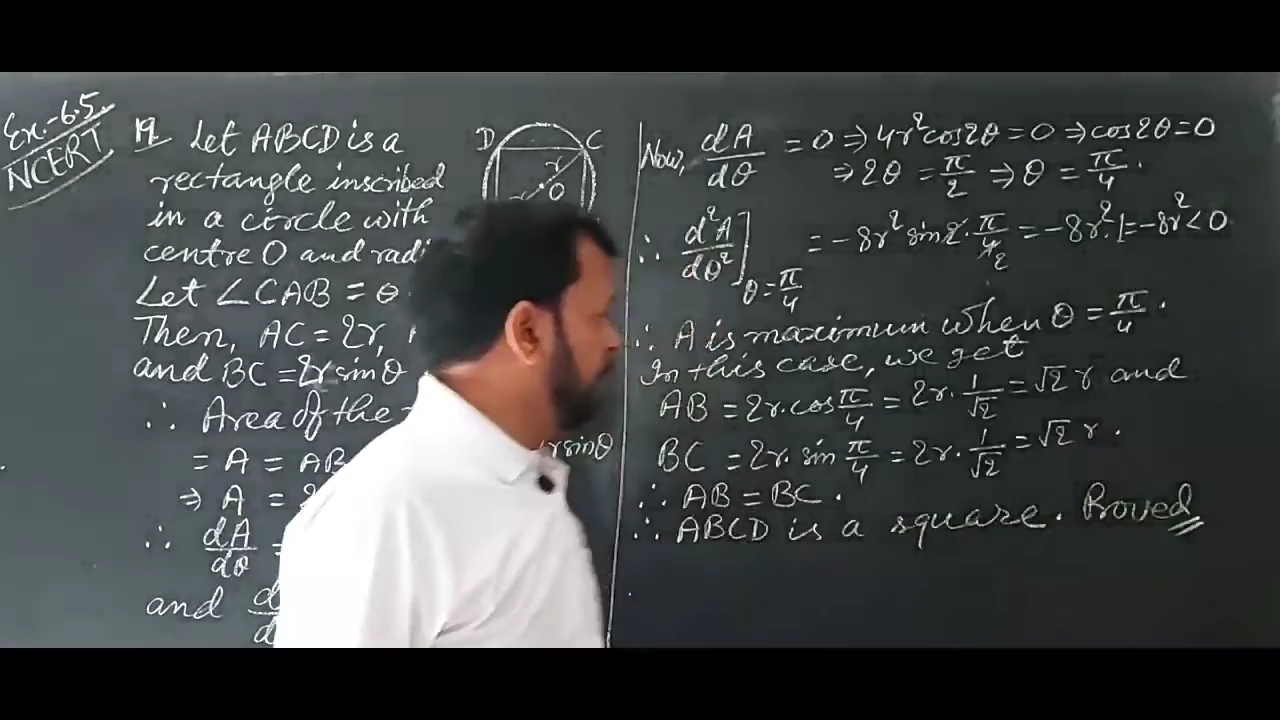 Ex.-6.5.
NCERT
19. Let ABCD is a
rectangle inscribed
in a circle with
centre O and
Let ∠CAB = θ
Then, AC = 2r,
and BC = 2r sinθ
∴ Area of the
= A = AB
⇒ A =
∴ dA/dθ =
and
D C
r
O
r sinθ
Now, dA/dθ = 0 ⇒ 4r² cos2θ = 0 ⇒ cos2θ = 0
⇒ 2θ = π/2 ⇒ θ = π/4.
∴ d²A/dθ²]θ=π/4 = -8r² sin2·π/4 2 = -8r²·1 = -8r² < 0
∴ A is maximum when θ = π/4.
In this case, we get
AB = 2r·cosπ/4 = 2r·1/√2 = √2 r and
BC = 2r·sin π/4 = 2r·1/√2 = √2 r.
∴ AB = BC.
∴ ABCD is a square. Proved